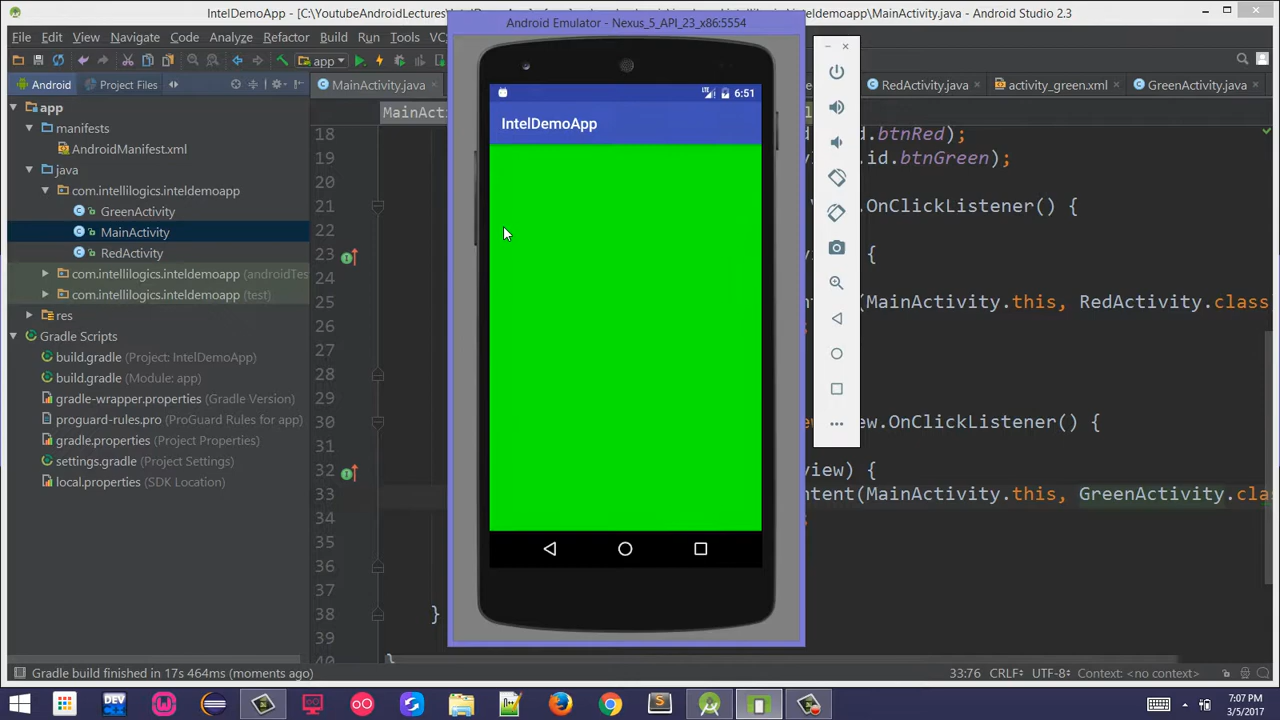 IntelDemoApp - [C:\YoutubeAndroidLectures\
inteldemoapp\MainActivity.java - Android Studio 2.3
Android Emulator - Nexus_5_API_23_x86:5554
File Edit View Navigate Code Analyze Refactor Build Run Tools VC
app
Android
Project Files
MainActivity.java
RedActivity.java
activity_green.xml
GreenActivity.java
app
manifests
AndroidManifest.xml
java
com.intellilogics.inteldemoapp
GreenActivity
MainActivity
RedActivity
com.intellilogics.inteldemoapp (androidTes
com.intellilogics.inteldemoapp (test)
res
Gradle Scripts
build.gradle (Project: IntelDemoApp)
build.gradle (Module: app)
gradle-wrapper.properties (Gradle Version)
proguard-rules.pro (ProGuard Rules for app)
gradle.properties (Project Settings)
settings.gradle (Project Settings)
local.properties (SDK Location)
MainActi
18 d.btnRed);
19 .id.btnGreen);
20
21 .OnClickListener() {
22
23 {
24
25 (MainActivity.this, RedActivity.class
26
27
28
29
30 ew.OnClickListener() {
31
32 view) {
33 ntent(MainActivity.this, GreenActivity.cla
34
35
36
37
38 }
39
40 }
LTE 6:51
IntelDemoApp
Gradle build finished in 17s 464ms (moments ago)
33:76 CRLF: UTF-8: Context: <no context>
DEV
7:07 PM
3/5/2017